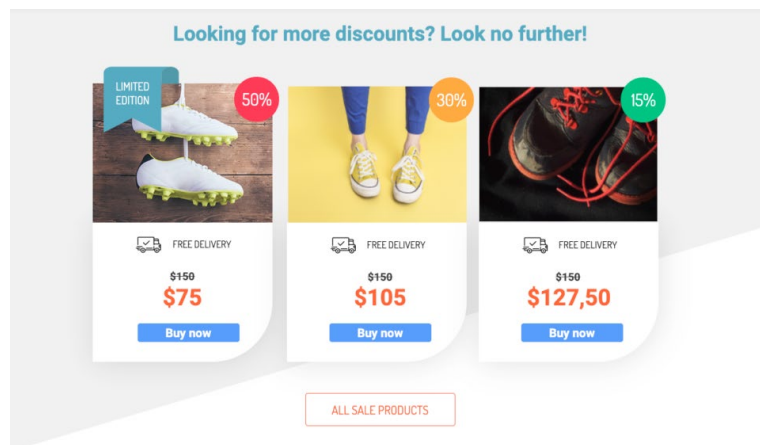 Looking for more discounts? Look no further!
LIMITED
EDITION
50%
30%
15%
FREE DELIVERY
FREE DELIVERY
FREE DELIVERY
$150
$150
$150
$75
$105
$127,50
Buy now
Buy now
Buy now
ALL SALE PRODUCTS